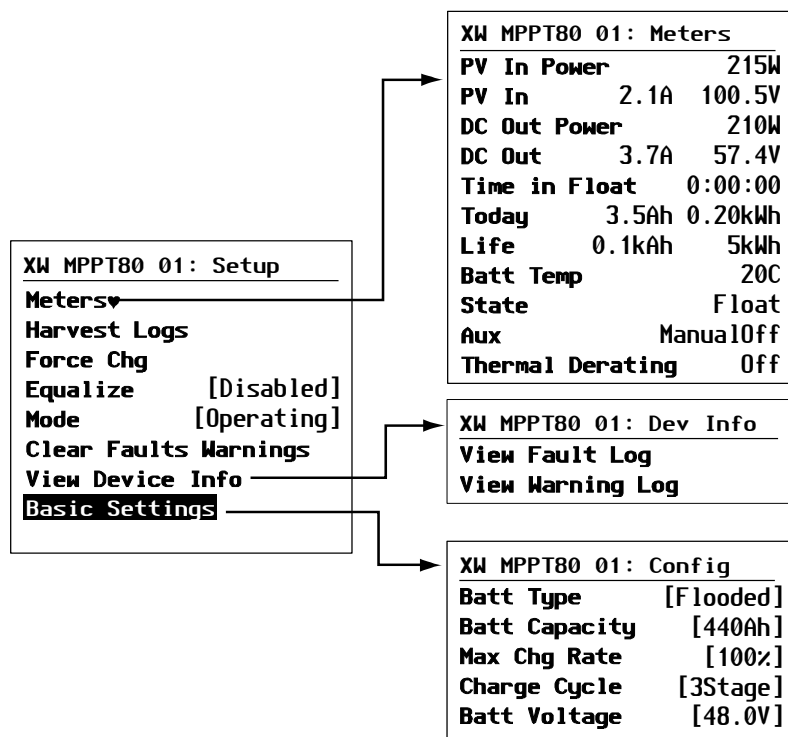 XW MPPT80 01: Setup
Meters♥
Harvest Logs
Force Chg
Equalize [Disabled]
Mode [Operating]
Clear Faults Warnings
View Device Info
Basic Settings
XW MPPT80 01: Meters
PV In Power 215W
PV In 2.1A 100.5V
DC Out Power 210W
DC Out 3.7A 57.4V
Time in Float 0:00:00
Today 3.5Ah 0.20kWh
Life 0.1kAh 5kWh
Batt Temp 20C
State Float
Aux ManualOff
Thermal Derating Off
XW MPPT80 01: Dev Info
View Fault Log
View Warning Log
XW MPPT80 01: Config
Batt Type [Flooded]
Batt Capacity [440Ah]
Max Chg Rate [100%]
Charge Cycle [3Stage]
Batt Voltage [48.0V]